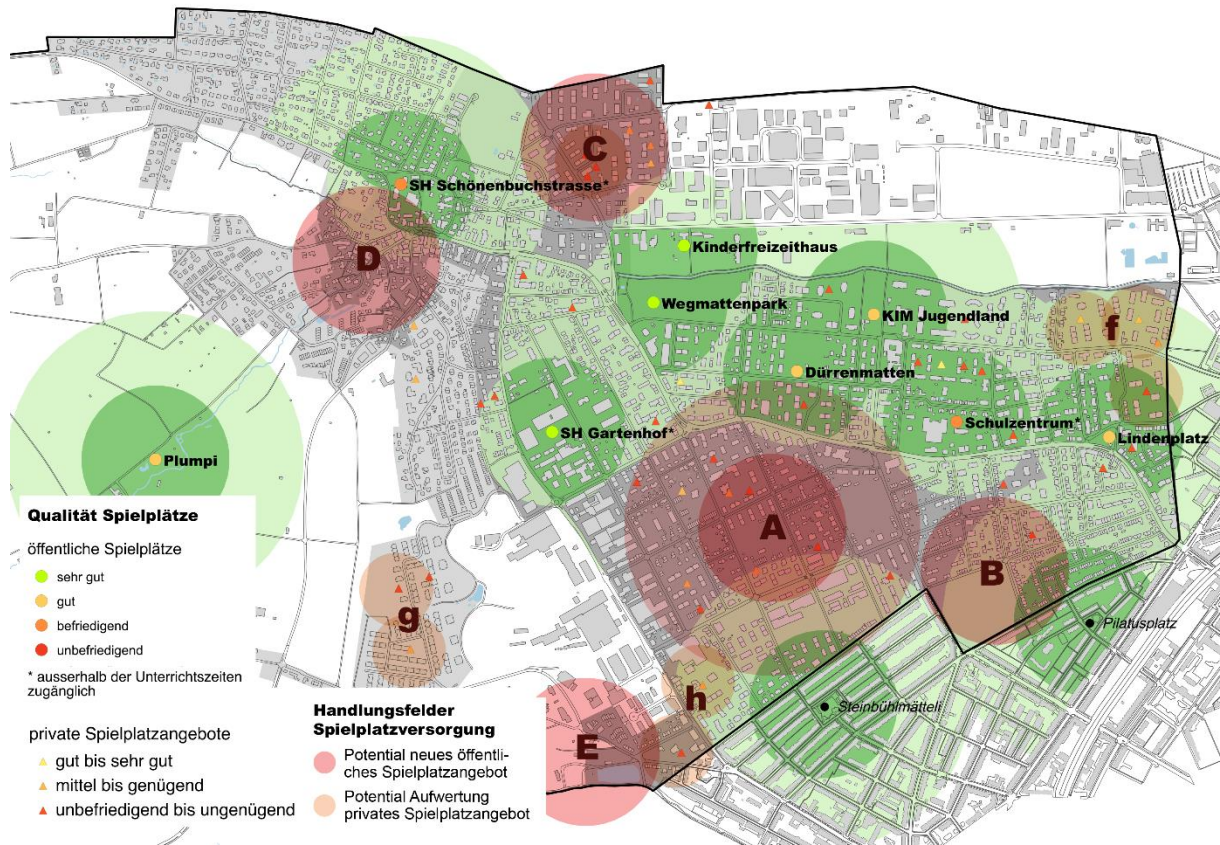 C
SH Schönenbuchstrasse*
D
Kinderfreizeithaus
Wegmattenpark
KIM Jugendland
f
Dürrenmatten
SH Gartenhof*
Schulzentrum*
Lindenplatz
Plumpi
A
B
g
Pilatusplatz
h
Steinbühlmätteli
E
Qualität Spielplätze
öffentliche Spielplätze
sehr gut
gut
befriedigend
unbefriedigend
* ausserhalb der Unterrichtszeiten
zugänglich
private Spielplatzangebote
gut bis sehr gut
mittel bis genügend
unbefriedigend bis ungenügend
Handlungsfelder
Spielplatzversorgung
Potential neues öffentli-
ches Spielplatzangebot
Potential Aufwertung
privates Spielplatzangebot